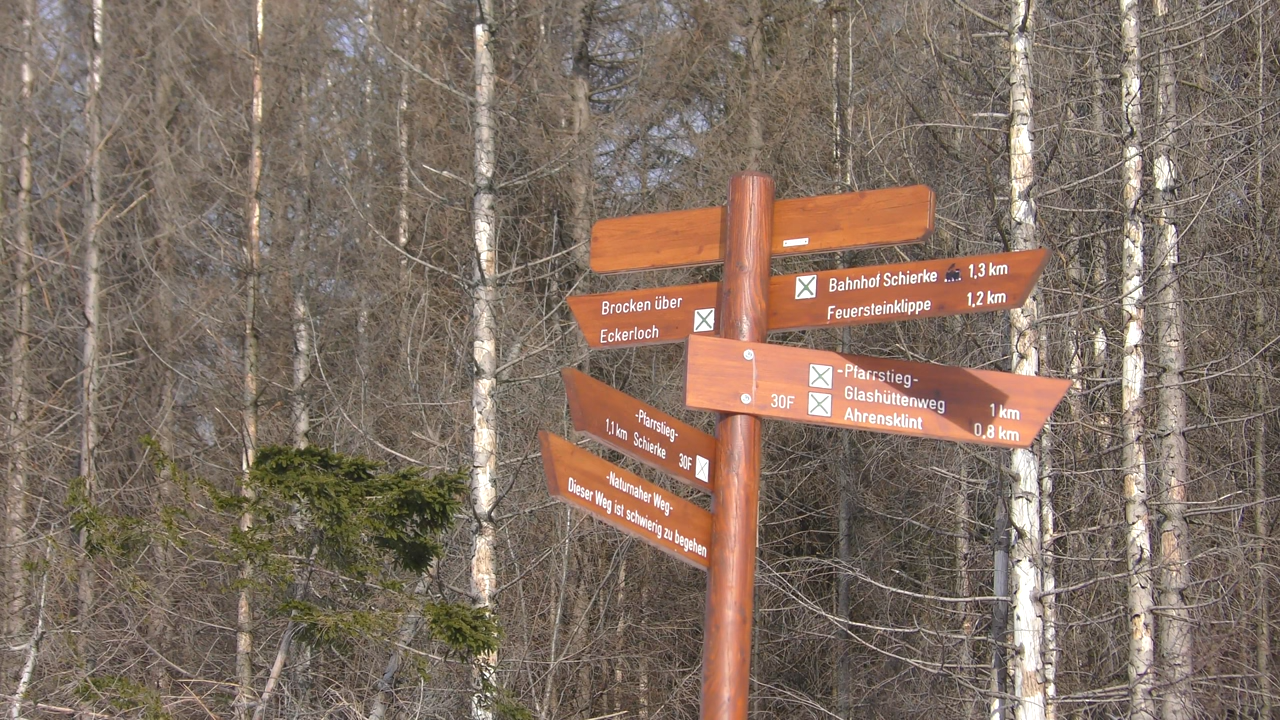 Brocken über
Eckerloch
Bahnhof Schierke 1,3 km
Feuersteinklippe 1,2 km
-Pfarrstieg-
Glashüttenweg 1 km
30F Ahrensklint 0,8 km
-Pfarrstieg-
1,1 km Schierke 30F
-Naturnaher Weg-
Dieser Weg ist schwierig zu begehen